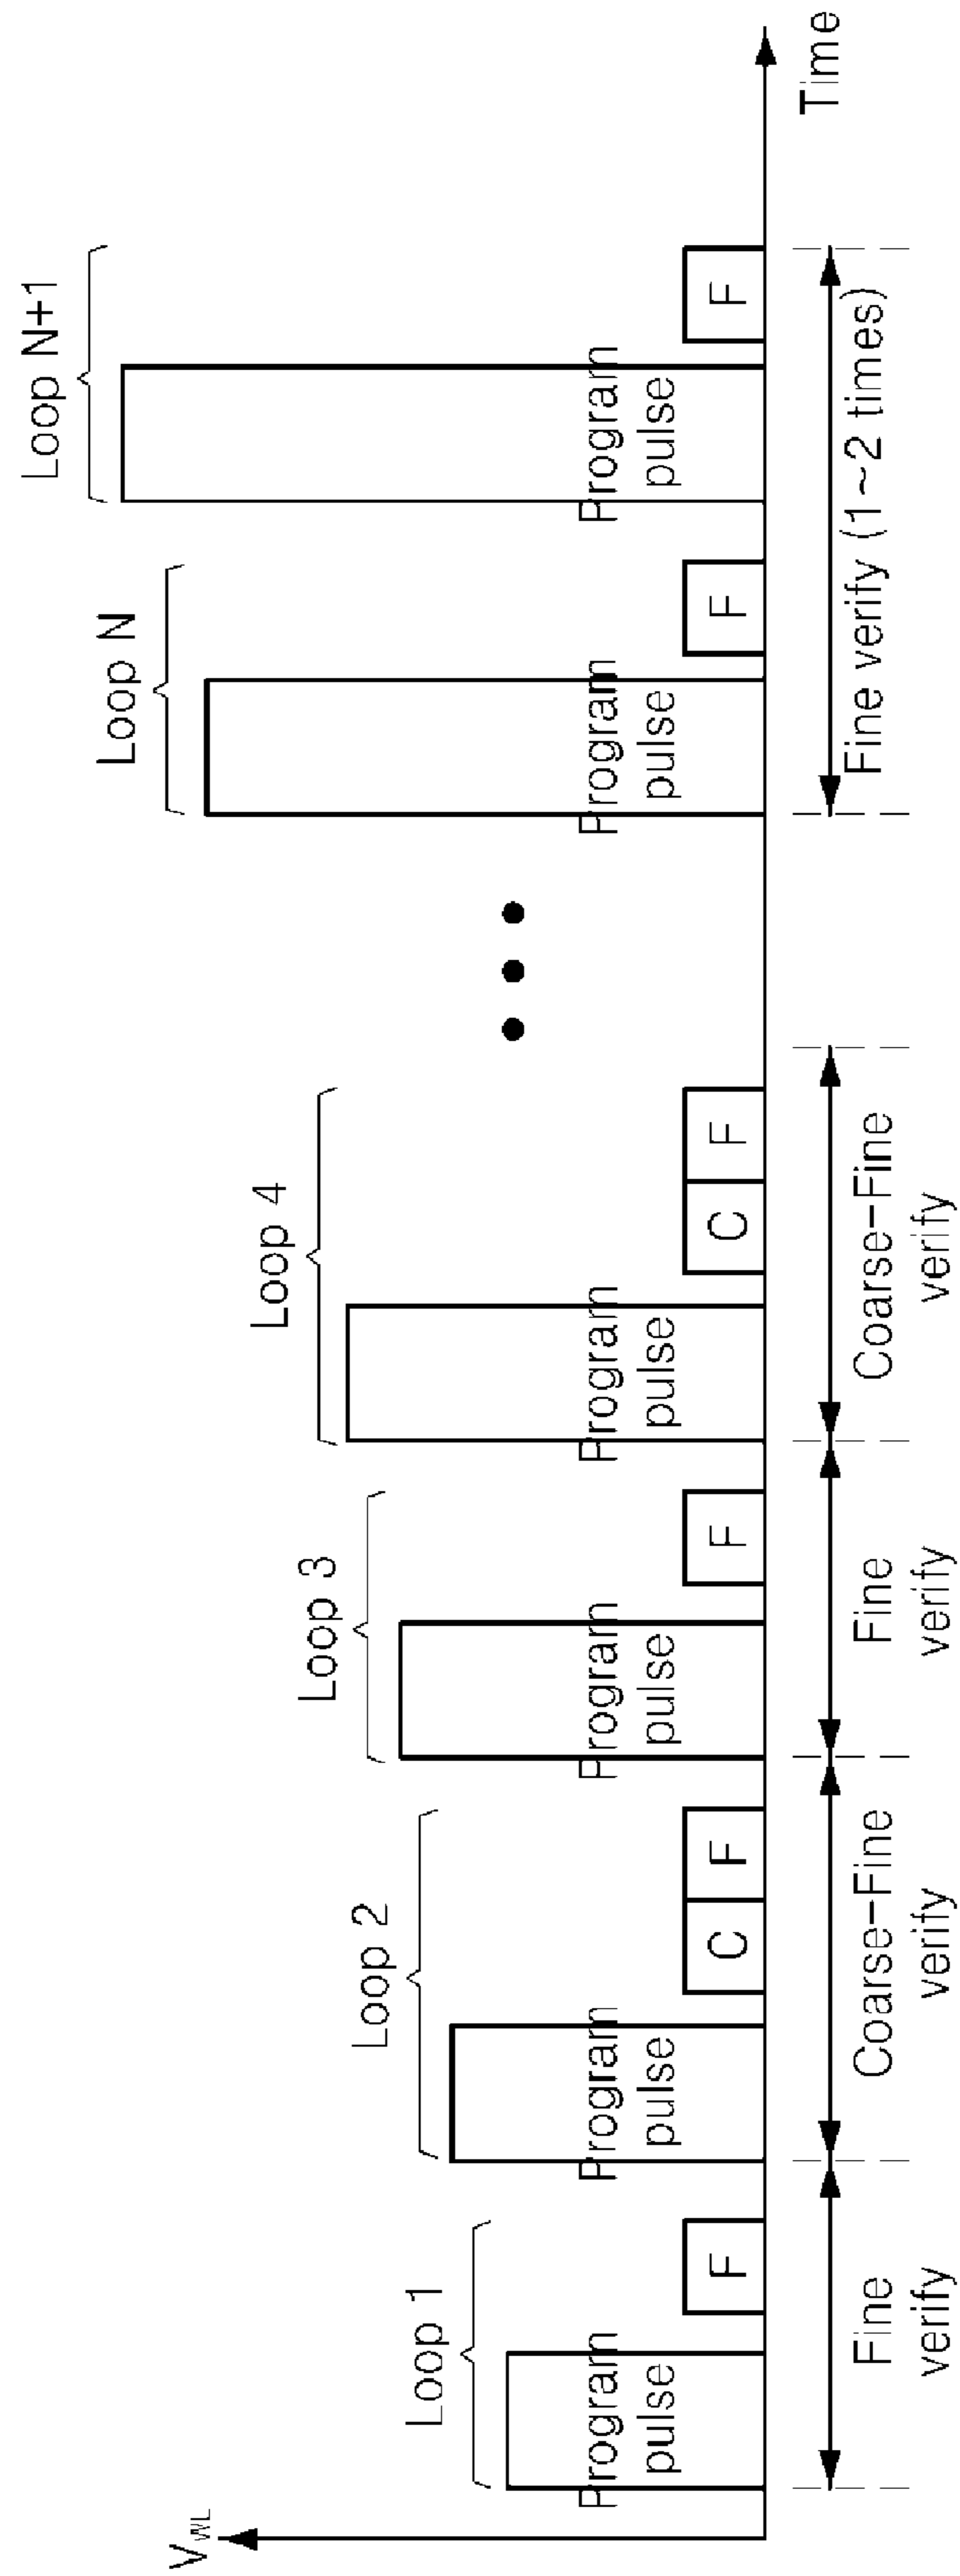 VWL
Loop 1
Loop 2
Loop 3
Loop 4
Loop N
Loop N+1
Program
pulse
F
Program
pulse
C
F
Program
pulse
F
Program
pulse
C
F
Program
pulse
F
Program
pulse
F
Time
Fine
verify
Coarse-Fine
verify
Fine
verify
Coarse-Fine
verify
Fine verify (1~2 times)